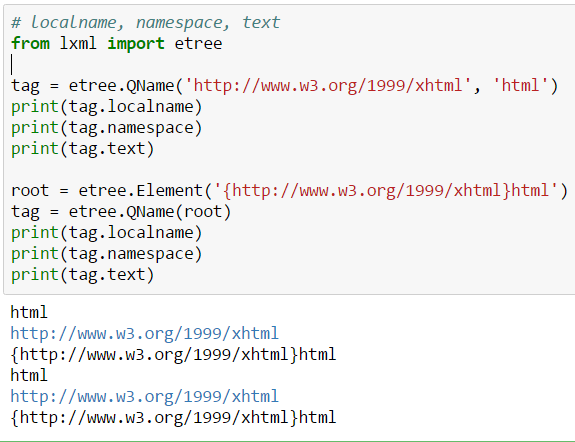 # localname, namespace, text
from lxml import etree
tag = etree.QName('http://www.w3.org/1999/xhtml', 'html')
print(tag.localname)
print(tag.namespace)
print(tag.text)
root = etree.Element('{http://www.w3.org/1999/xhtml}html')
tag = etree.QName(root)
print(tag.localname)
print(tag.namespace)
print(tag.text)
html
http://www.w3.org/1999/xhtml
{http://www.w3.org/1999/xhtml}html
html
http://www.w3.org/1999/xhtml
{http://www.w3.org/1999/xhtml}html